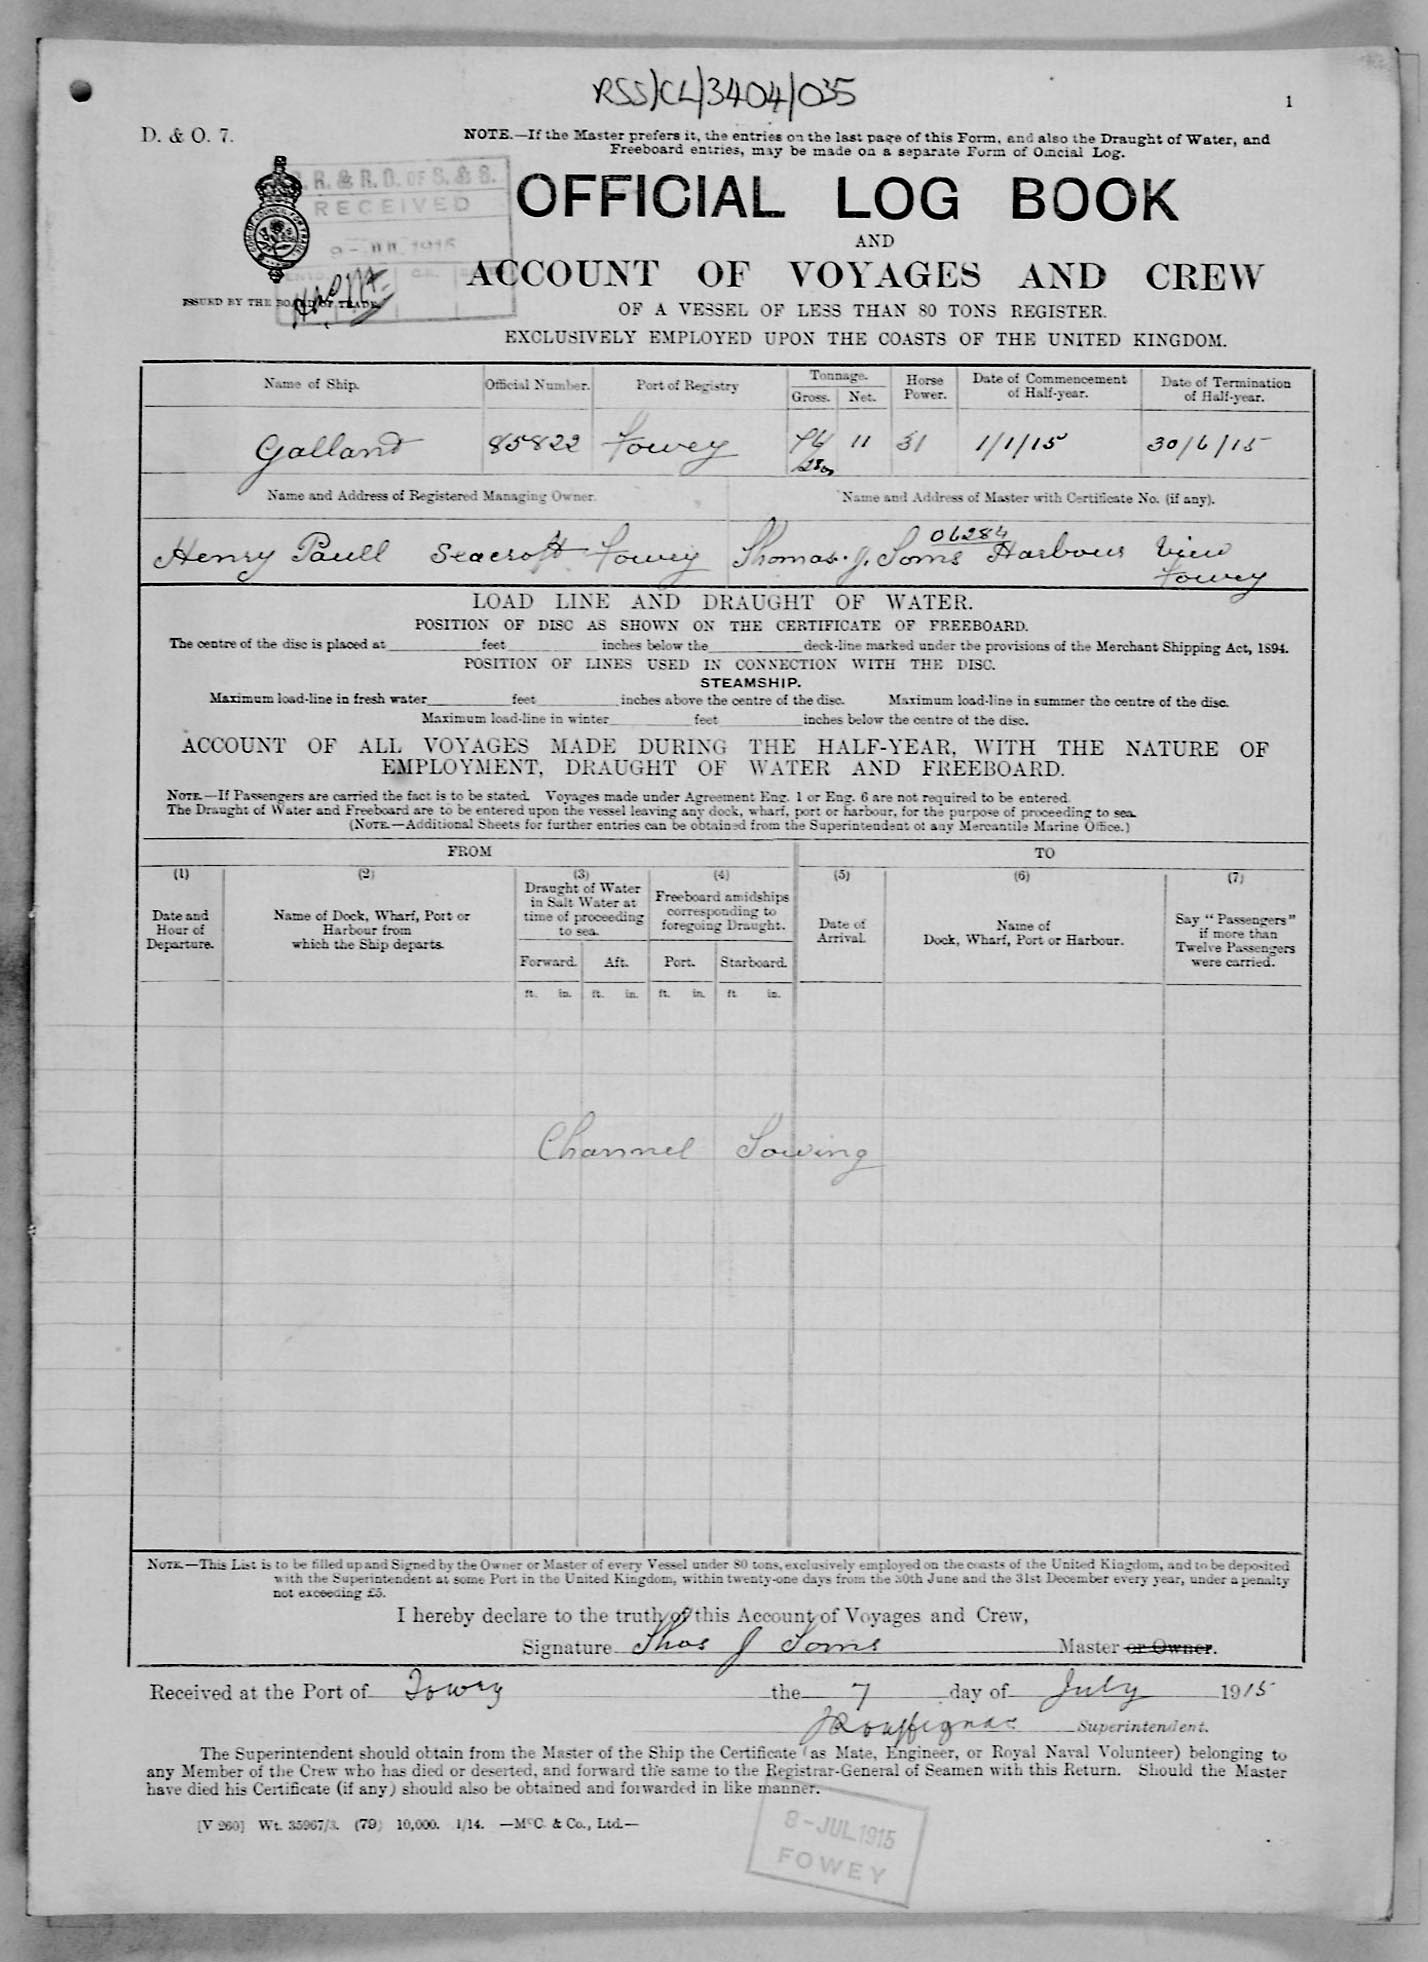 RSS/CL/3404/035
1
D. & O. 7.
NOTE.—If the Master prefers it, the entries on the last page of this Form, and also the Draught of Water, and
Freeboard entries, may be made on a separate Form of Official Log.
R. & R.O. OF S. & S.
RECEIVED
1915
ISSUED BY THE BOARD OF TRADE.
OFFICIAL LOG BOOK
AND
ACCOUNT OF VOYAGES AND CREW
OF A VESSEL OF LESS THAN 80 TONS REGISTER.
EXCLUSIVELY EMPLOYED UPON THE COASTS OF THE UNITED KINGDOM.
Name of Ship. Official Number. Port of Registry Tonnage. Gross. Net. Horse Power. Date of Commencement of Half-year. Date of Termination of Half-year.
Galland 85822 Fowey 11 31 1/1/15 30/6/15
Name and Address of Registered Managing Owner. Name and Address of Master with Certificate No. (if any).
06284
Henry Paull Seacroft Fowey Thomas. J. Soms Harbour View
Fowey
LOAD LINE AND DRAUGHT OF WATER.
POSITION OF DISC AS SHOWN ON THE CERTIFICATE OF FREEBOARD.
The centre of the disc is placed at feet inches below the deck-line marked under the provisions of the Merchant Shipping Act, 1894.
POSITION OF LINES USED IN CONNECTION WITH THE DISC.
STEAMSHIP.
Maximum load-line in fresh water feet inches above the centre of the disc. Maximum load-line in summer the centre of the disc.
Maximum load-line in winter feet inches below the centre of the disc.
ACCOUNT OF ALL VOYAGES MADE DURING THE HALF-YEAR, WITH THE NATURE OF
EMPLOYMENT, DRAUGHT OF WATER AND FREEBOARD.
NOTE.—If Passengers are carried the fact is to be stated. Voyages made under Agreement Eng. 1 or Eng. 6 are not required to be entered.
The Draught of Water and Freeboard are to be entered upon the vessel leaving any dock, wharf, port or harbour, for the purpose of proceeding to sea.
(NOTE.—Additional Sheets for further entries can be obtained from the Superintendent of any Mercantile Marine Office.)
FROM TO
(1) (2) (3) (4) (5) (6) (7)
Date and Hour of Departure.
Name of Dock, Wharf, Port or Harbour from which the Ship departs.
Draught of Water in Salt Water at time of proceeding to sea.
Freeboard amidships corresponding to foregoing Draught.
Date of Arrival.
Name of Dock, Wharf, Port or Harbour.
Say "Passengers" if more than Twelve Passengers were carried.
Forward. Aft. Port. Starboard.
ft. in. ft. in. ft. in. ft. in.
Channel Towing
NOTE.—This List is to be filled up and Signed by the Owner or Master of every Vessel under 80 tons, exclusively employed on the coasts of the United Kingdom, and to be deposited
with the Superintendent at some Port in the United Kingdom, within twenty-one days from the 30th June and the 31st December every year, under a penalty
not exceeding £5.
I hereby declare to the truth of this Account of Voyages and Crew,
Signature Thos J Soms Master or Owner.
Received at the Port of Fowey the 7 day of July 1915
Superintendent.
The Superintendent should obtain from the Master of the Ship the Certificate (as Mate, Engineer, or Royal Naval Volunteer) belonging to
any Member of the Crew who has died or deserted, and forward the same to the Registrar-General of Seamen with this Return. Should the Master
have died his Certificate (if any) should also be obtained and forwarded in like manner.
[V 260] Wt. 35967/3. (79) 10,000. 1/14. —McC. & Co., Ltd.—
8-JUL.1915
FOWEY